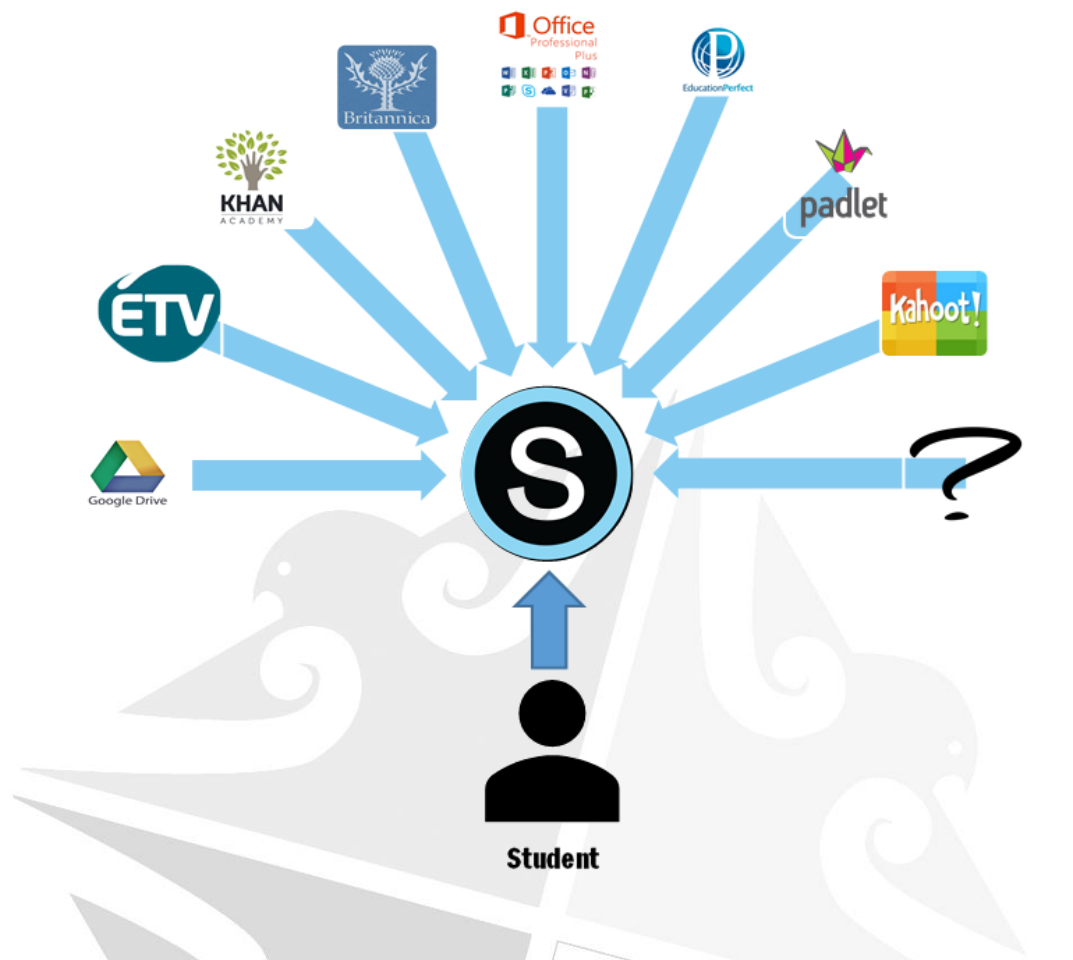 Office
Professional
Plus
P
EducationPerfect
Britannica
KHAN
ACADEMY
padlet
ÉTV
Kahoot!
Google Drive
S
?
Student